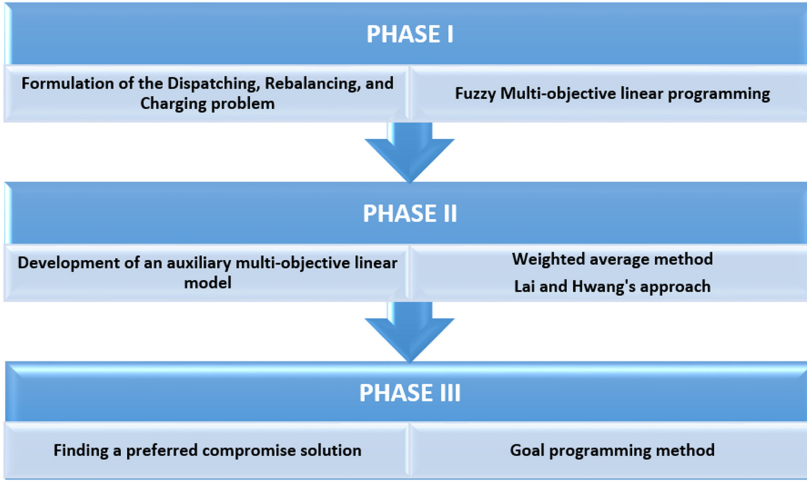 PHASE I
Formulation of the Dispatching, Rebalancing, and
Charging problem
Fuzzy Multi-objective linear programming
PHASE II
Development of an auxiliary multi-objective linear
model
Weighted average method
Lai and Hwang's approach
PHASE III
Finding a preferred compromise solution
Goal programming method